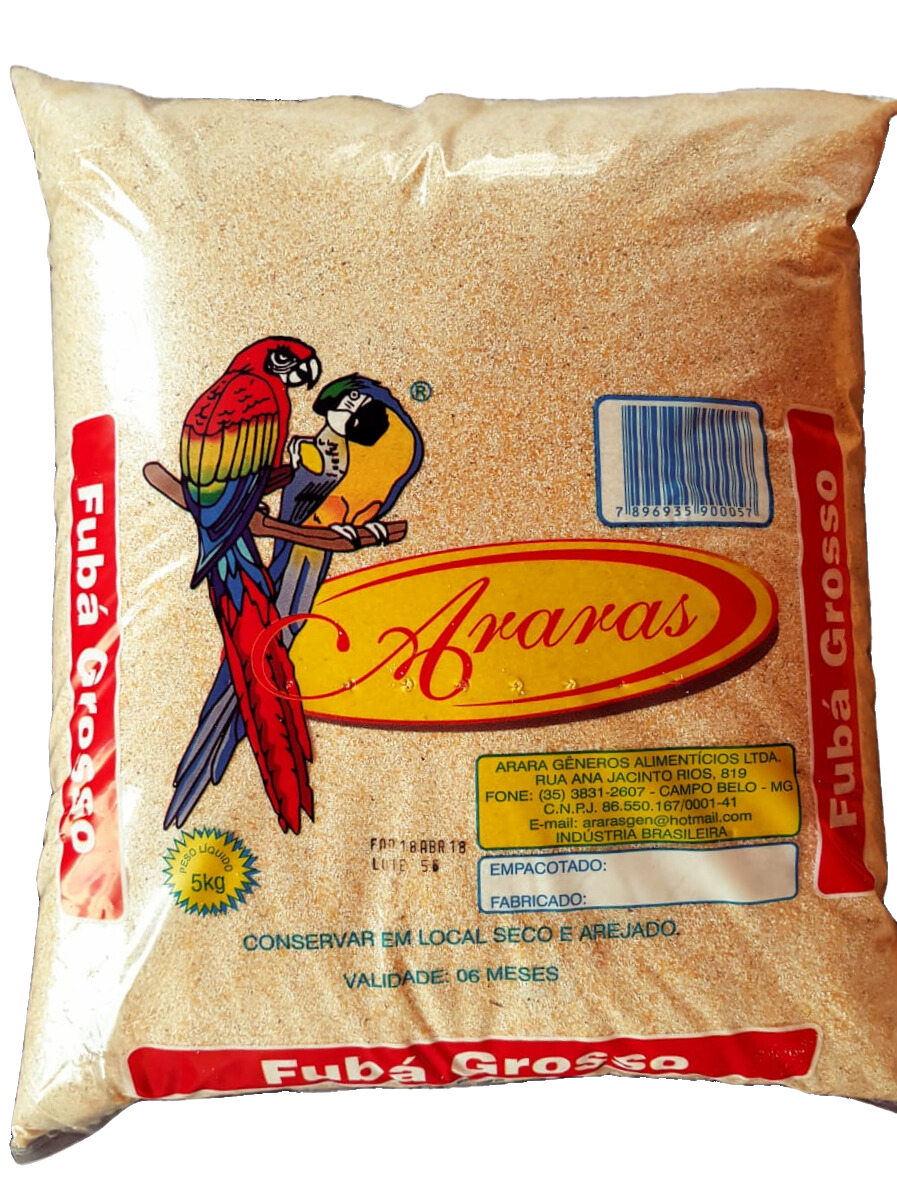 ®
7 896935 900057
Fubá Grosso
Fubá Grosso
Araras
ARARA GÊNEROS ALIMENTÍCIOS LTDA.
RUA ANA JACINTO RIOS, 819
FONE: (35) 3831-2607 - CAMPO BELO - MG
C.N.P.J. 86.550.167/0001-41
E-mail: ararasgen@hotmail.com
INDÚSTRIA BRASILEIRA
PESO LÍQUIDO
5kg
18ABR18
EMPACOTADO:
FABRICADO:
CONSERVAR EM LOCAL SECO E AREJADO.
VALIDADE: 06 MESES
Fubá Grosso